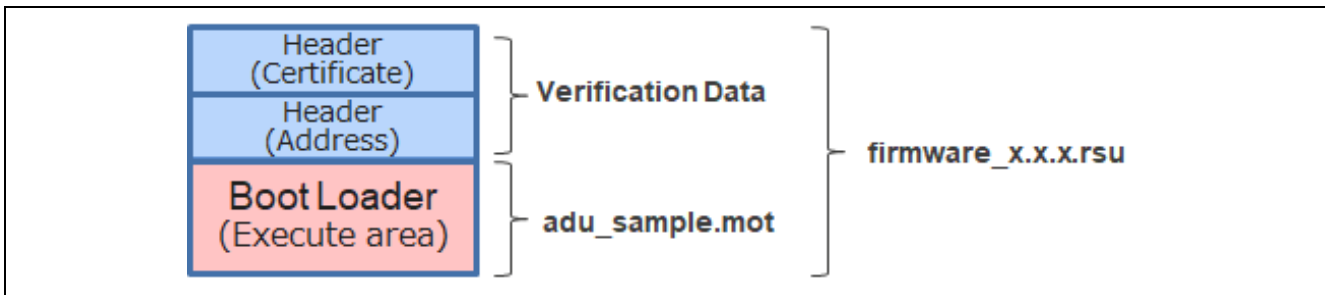 Header
(Certificate)
Header
(Address)
Boot Loader
(Execute area)
Verification Data
adu_sample.mot
firmware_x.x.x.rsu